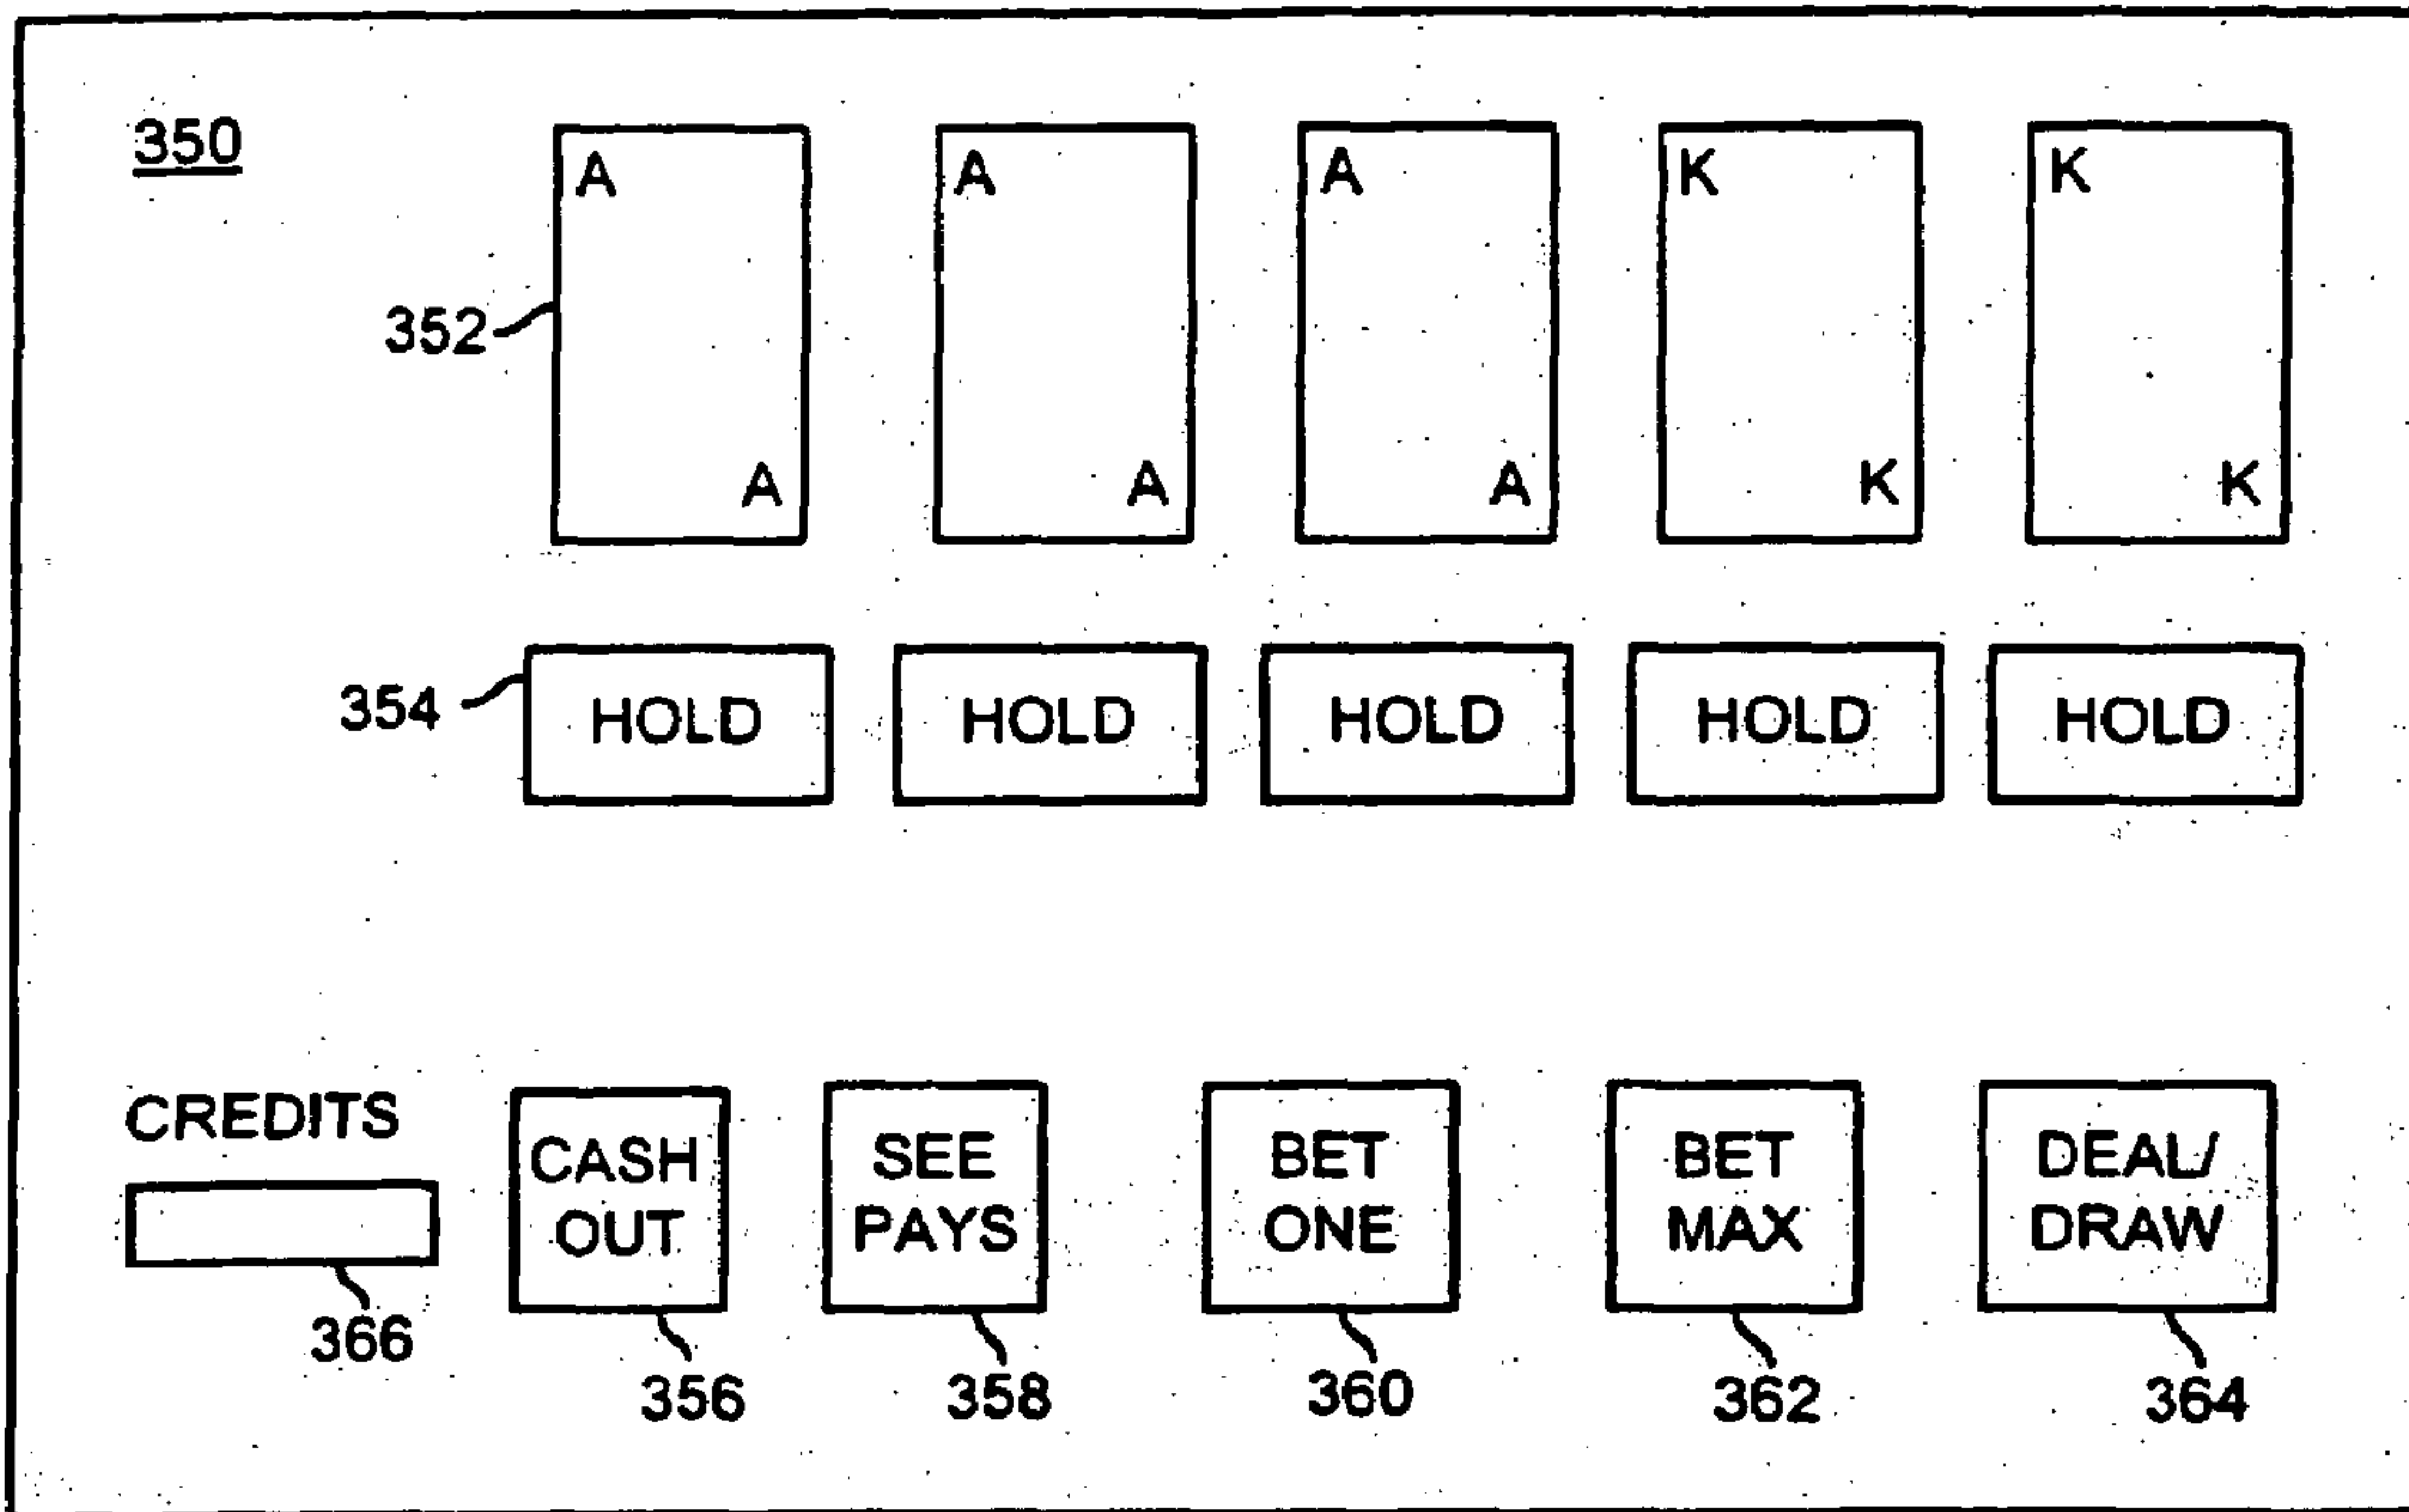 350
A A A K K
352
A A A K K
354 HOLD HOLD HOLD HOLD HOLD
CREDITS
CASH OUT
SEE PAYS
BET ONE
BET MAX
DEAL/ DRAW
366
356 358 360 362 364